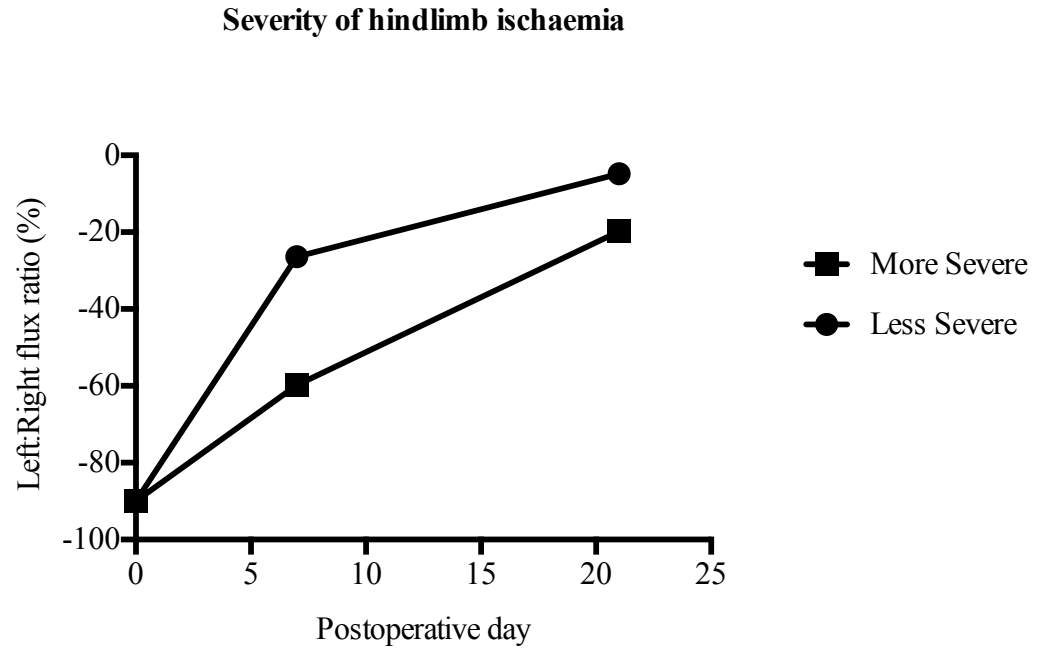 Severity of hindlimb ischaemia
Left:Right flux ratio (%)
0
-20
-40
-60
-80
-100
0 5 10 15 20 25
Postoperative day
More Severe
Less Severe